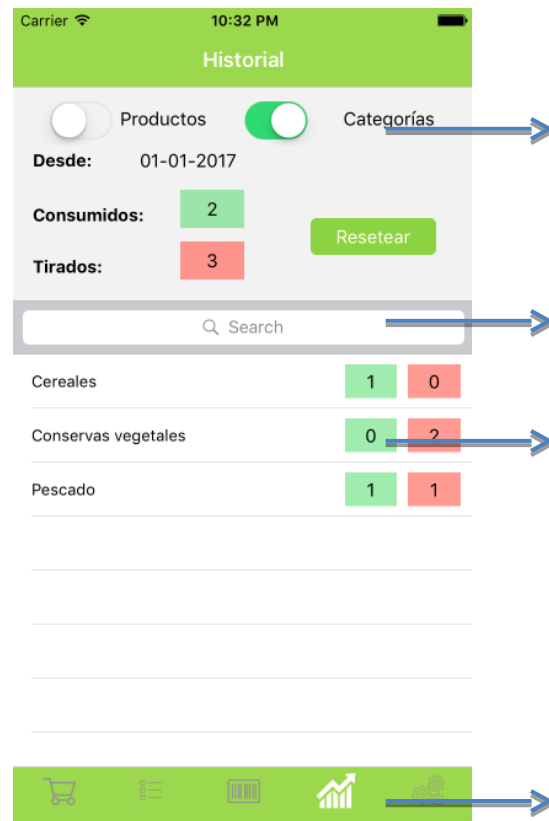 Carrier 10:32 PM
Historial
Productos Categorías
Desde: 01-01-2017
Consumidos: 2
Resetear
Tirados: 3
Search
Cereales 1 0
Conservas vegetales 0 2
Pescado 1 1